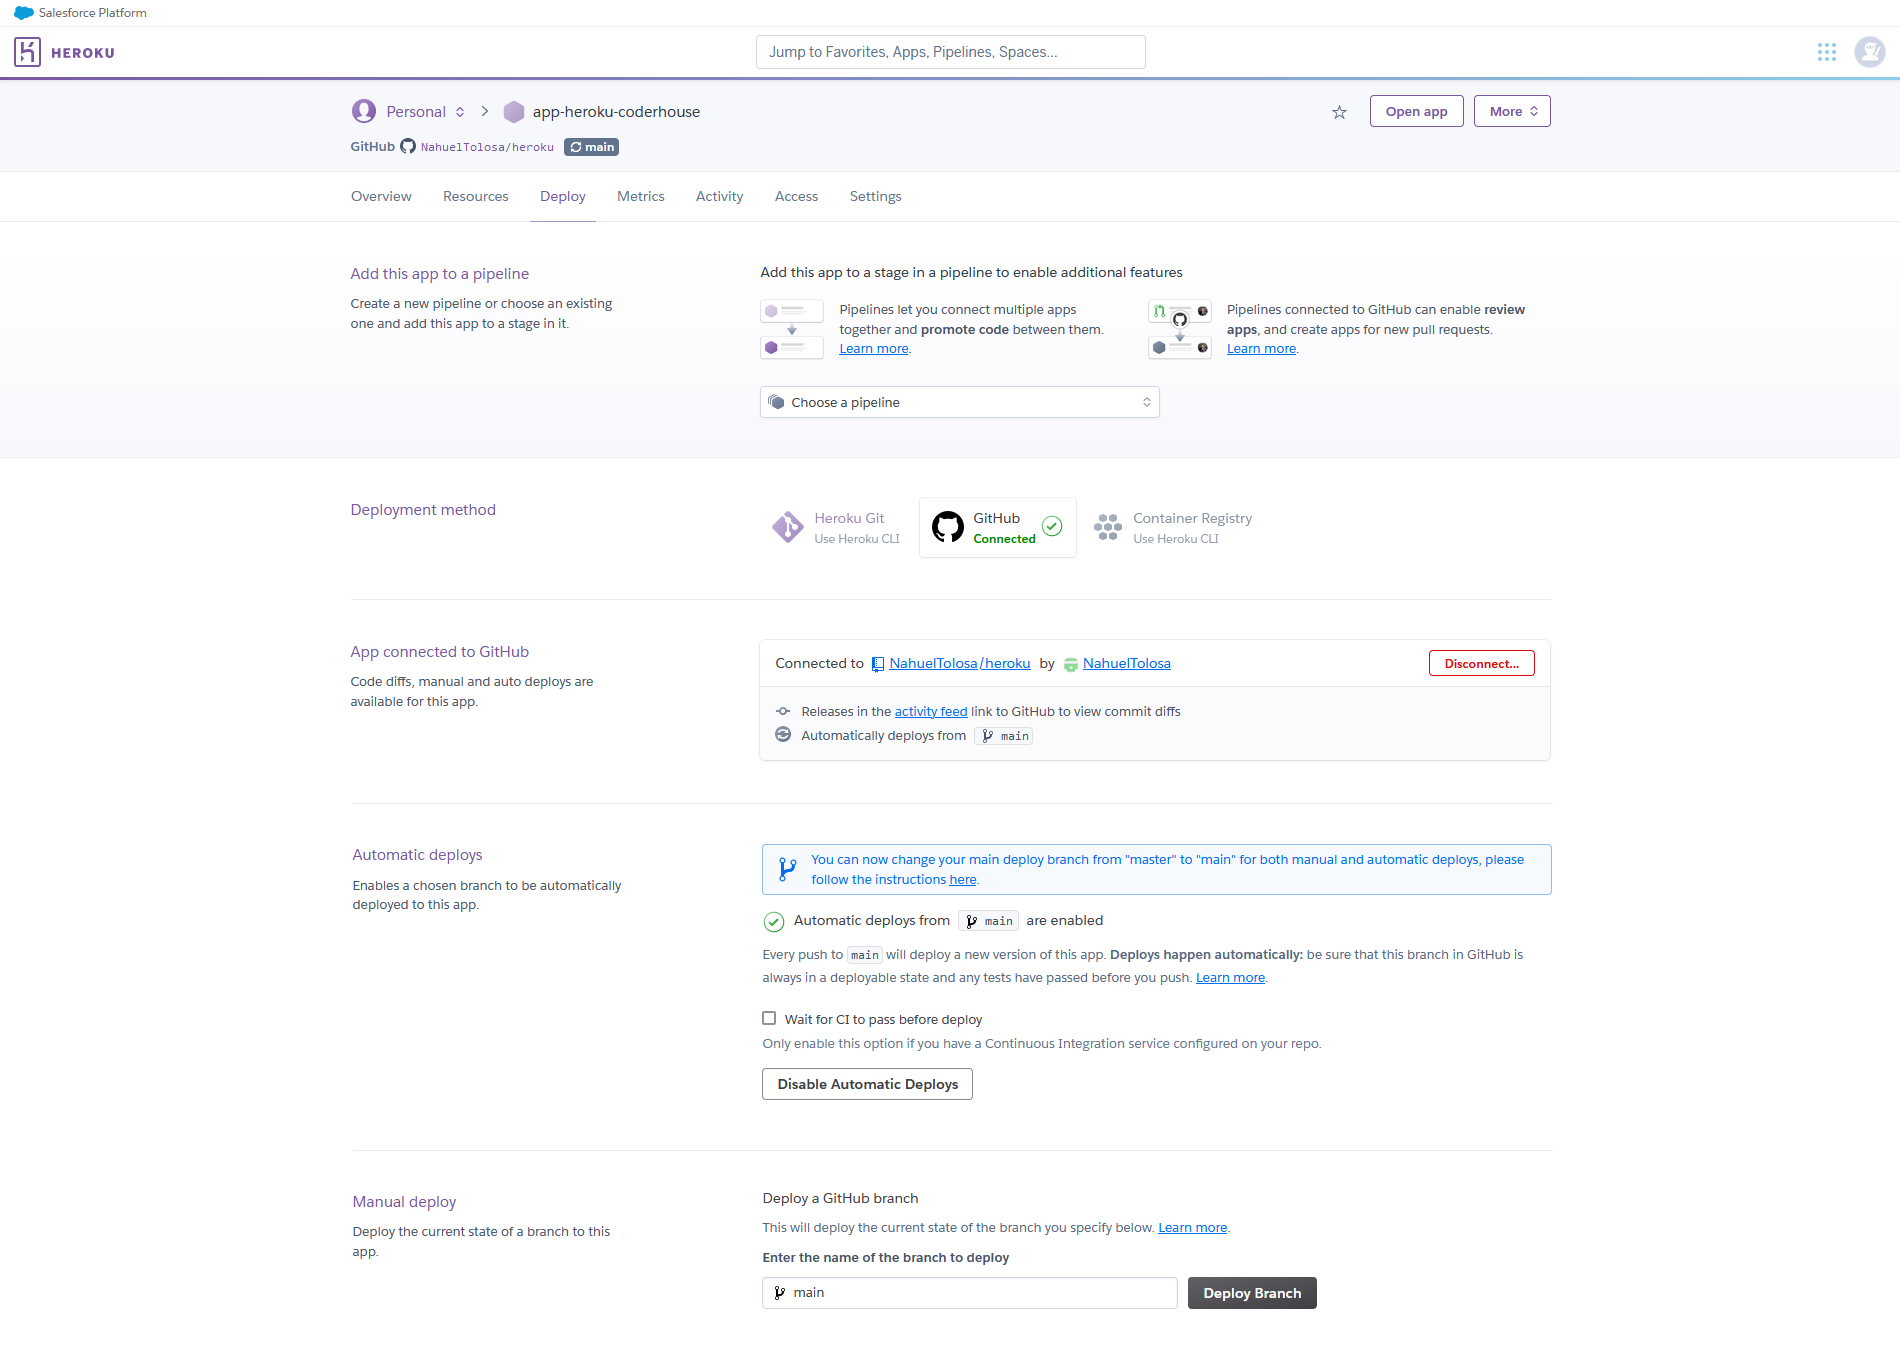 Salesforce Platform
HEROKU
Jump to Favorites, Apps, Pipelines, Spaces...
Personal
app-heroku-coderhouse
Open app
More
GitHub NahuelTolosa/heroku main
Overview
Resources
Deploy
Metrics
Activity
Access
Settings
Add this app to a pipeline
Create a new pipeline or choose an existing
one and add this app to a stage in it.
Add this app to a stage in a pipeline to enable additional features
Pipelines let you connect multiple apps
together and promote code between them.
Learn more.
Pipelines connected to GitHub can enable review
apps, and create apps for new pull requests.
Learn more.
Choose a pipeline
Deployment method
Heroku Git
Use Heroku CLI
GitHub
Connected
Container Registry
Use Heroku CLI
App connected to GitHub
Code diffs, manual and auto deploys are
available for this app.
Connected to NahuelTolosa/heroku by NahuelTolosa
Disconnect...
Releases in the activity feed link to GitHub to view commit diffs
Automatically deploys from main
Automatic deploys
Enables a chosen branch to be automatically
deployed to this app.
You can now change your main deploy branch from "master" to "main" for both manual and automatic deploys, please
follow the instructions here.
Automatic deploys from main are enabled
Every push to main will deploy a new version of this app. Deploys happen automatically: be sure that this branch in GitHub is
always in a deployable state and any tests have passed before you push. Learn more.
Wait for CI to pass before deploy
Only enable this option if you have a Continuous Integration service configured on your repo.
Disable Automatic Deploys
Manual deploy
Deploy the current state of a branch to this
app.
Deploy a GitHub branch
This will deploy the current state of the branch you specify below. Learn more.
Enter the name of the branch to deploy
main
Deploy Branch